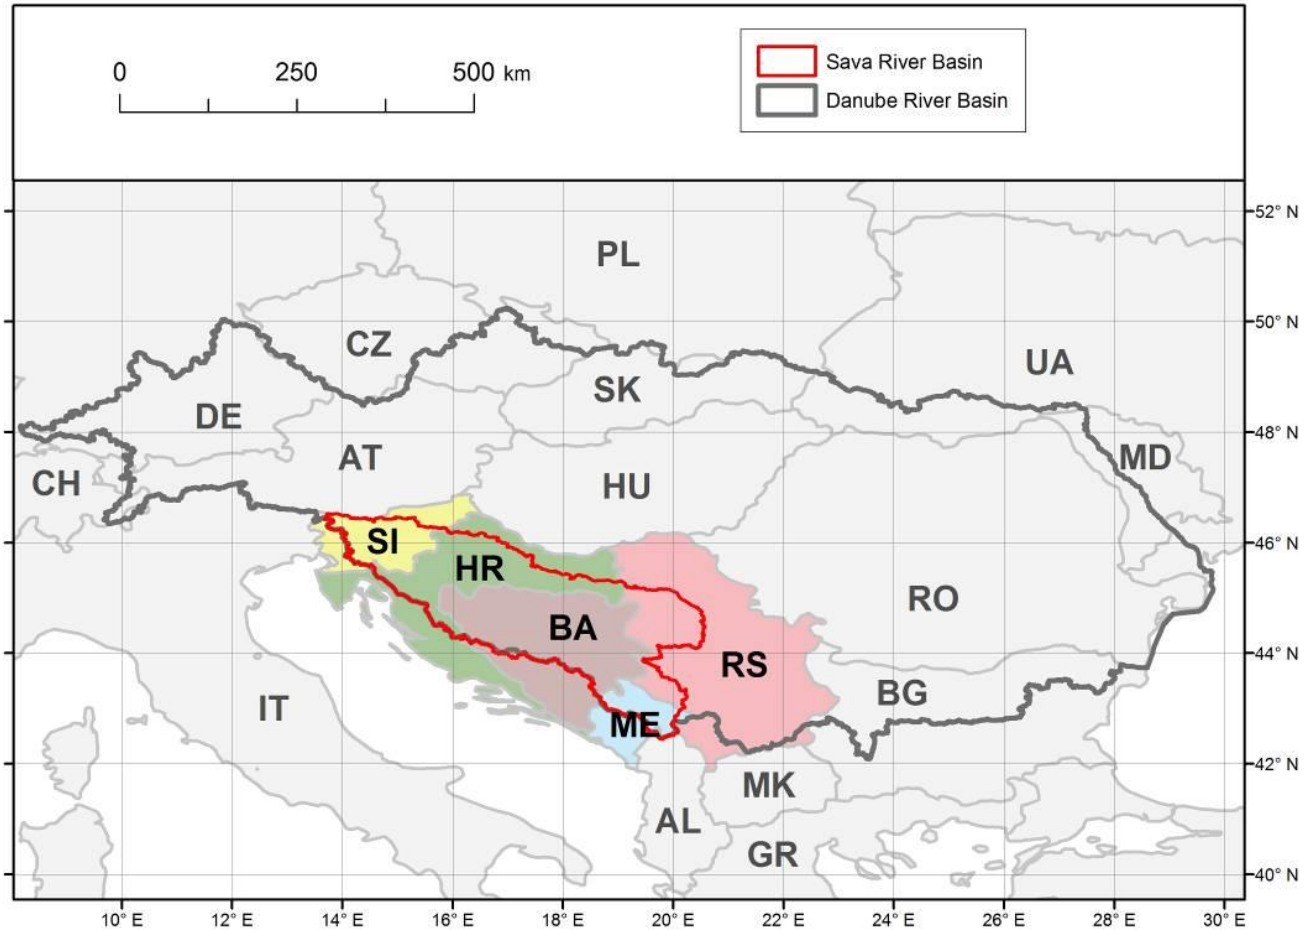 0 250 500 km
Sava River Basin
Danube River Basin
52° N
PL
50° N
CZ
UA
SK
DE
48° N
AT
MD
CH
HU
46° N
SI
HR
RO
BA
44° N
RS
BG
IT
ME
42° N
MK
AL
GR
40° N
10° E 12° E 14° E 16° E 18° E 20° E 22° E 24° E 26° E 28° E 30° E